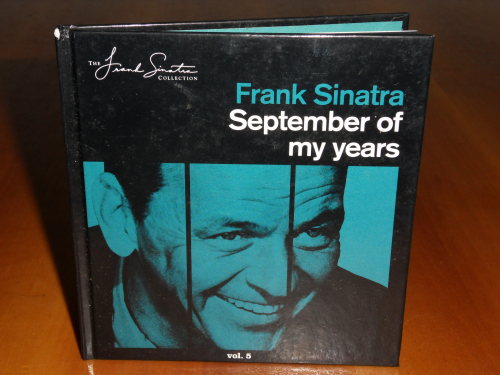 THE
Frank Sinatra
COLLECTION
Frank Sinatra
September of
my years
vol. 5